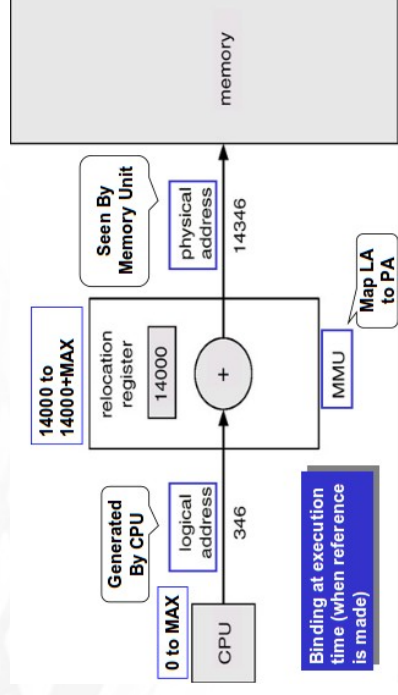 0 to MAX
CPU
Generated
By CPU
logical
address
346
14000 to
14000+MAX
relocation
register
14000
+
MMU
Map LA
to PA
Seen By
Memory Unit
physical
address
14346
memory
Binding at execution
time (when reference
is made)